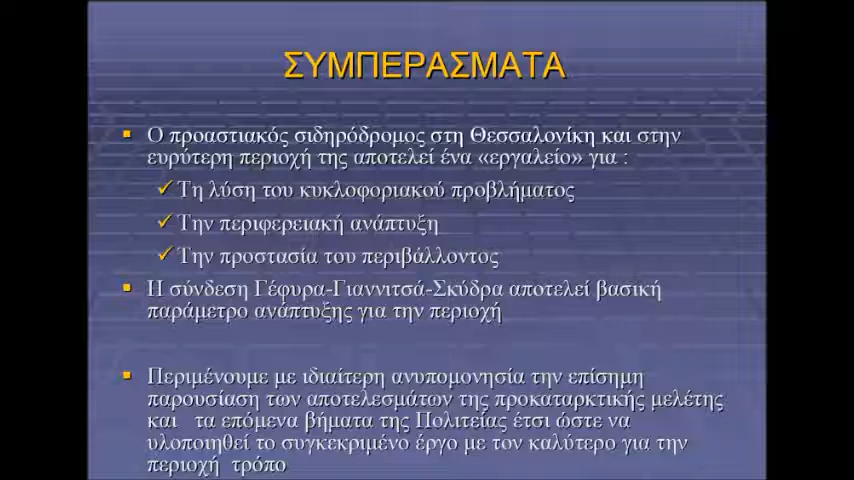 ΣΥΜΠΕΡΑΣΜΑΤΑ
Ο προαστιακός σιδηρόδρομος στη Θεσσαλονίκη και στην
ευρύτερη περιοχή της αποτελεί ένα «εργαλείο» για :
Τη λύση του κυκλοφοριακού προβλήματος
Την περιφερειακή ανάπτυξη
Την προστασία του περιβάλλοντος
Η σύνδεση Γέφυρα-Γιαννιτσά-Σκύδρα αποτελεί βασική
παράμετρο ανάπτυξης για την περιοχή
Περιμένουμε με ιδιαίτερη ανυπομονησία την επίσημη
παρουσίαση των αποτελεσμάτων της προκαταρκτικής μελέτης
και τα επόμενα βήματα της Πολιτείας έτσι ώστε να
υλοποιηθεί το συγκεκριμένο έργο με τον καλύτερο για την
περιοχή τρόπο